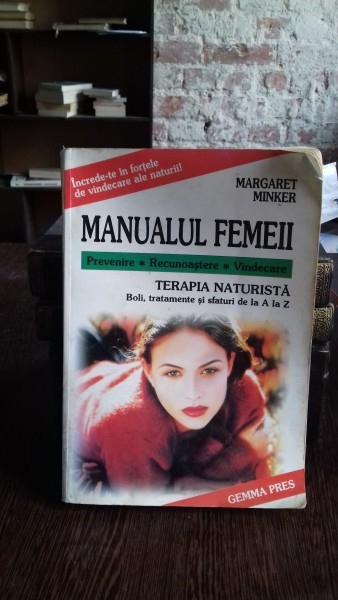 Încrede-te în forțele
de vindecare ale naturii!
MARGARET
MINKER
MANUALUL FEMEII
Prevenire * Recunoaștere * Vindecare
TERAPIA NATURISTĂ
Boli, tratamente și sfaturi de la A la Z
GEMMA PRES